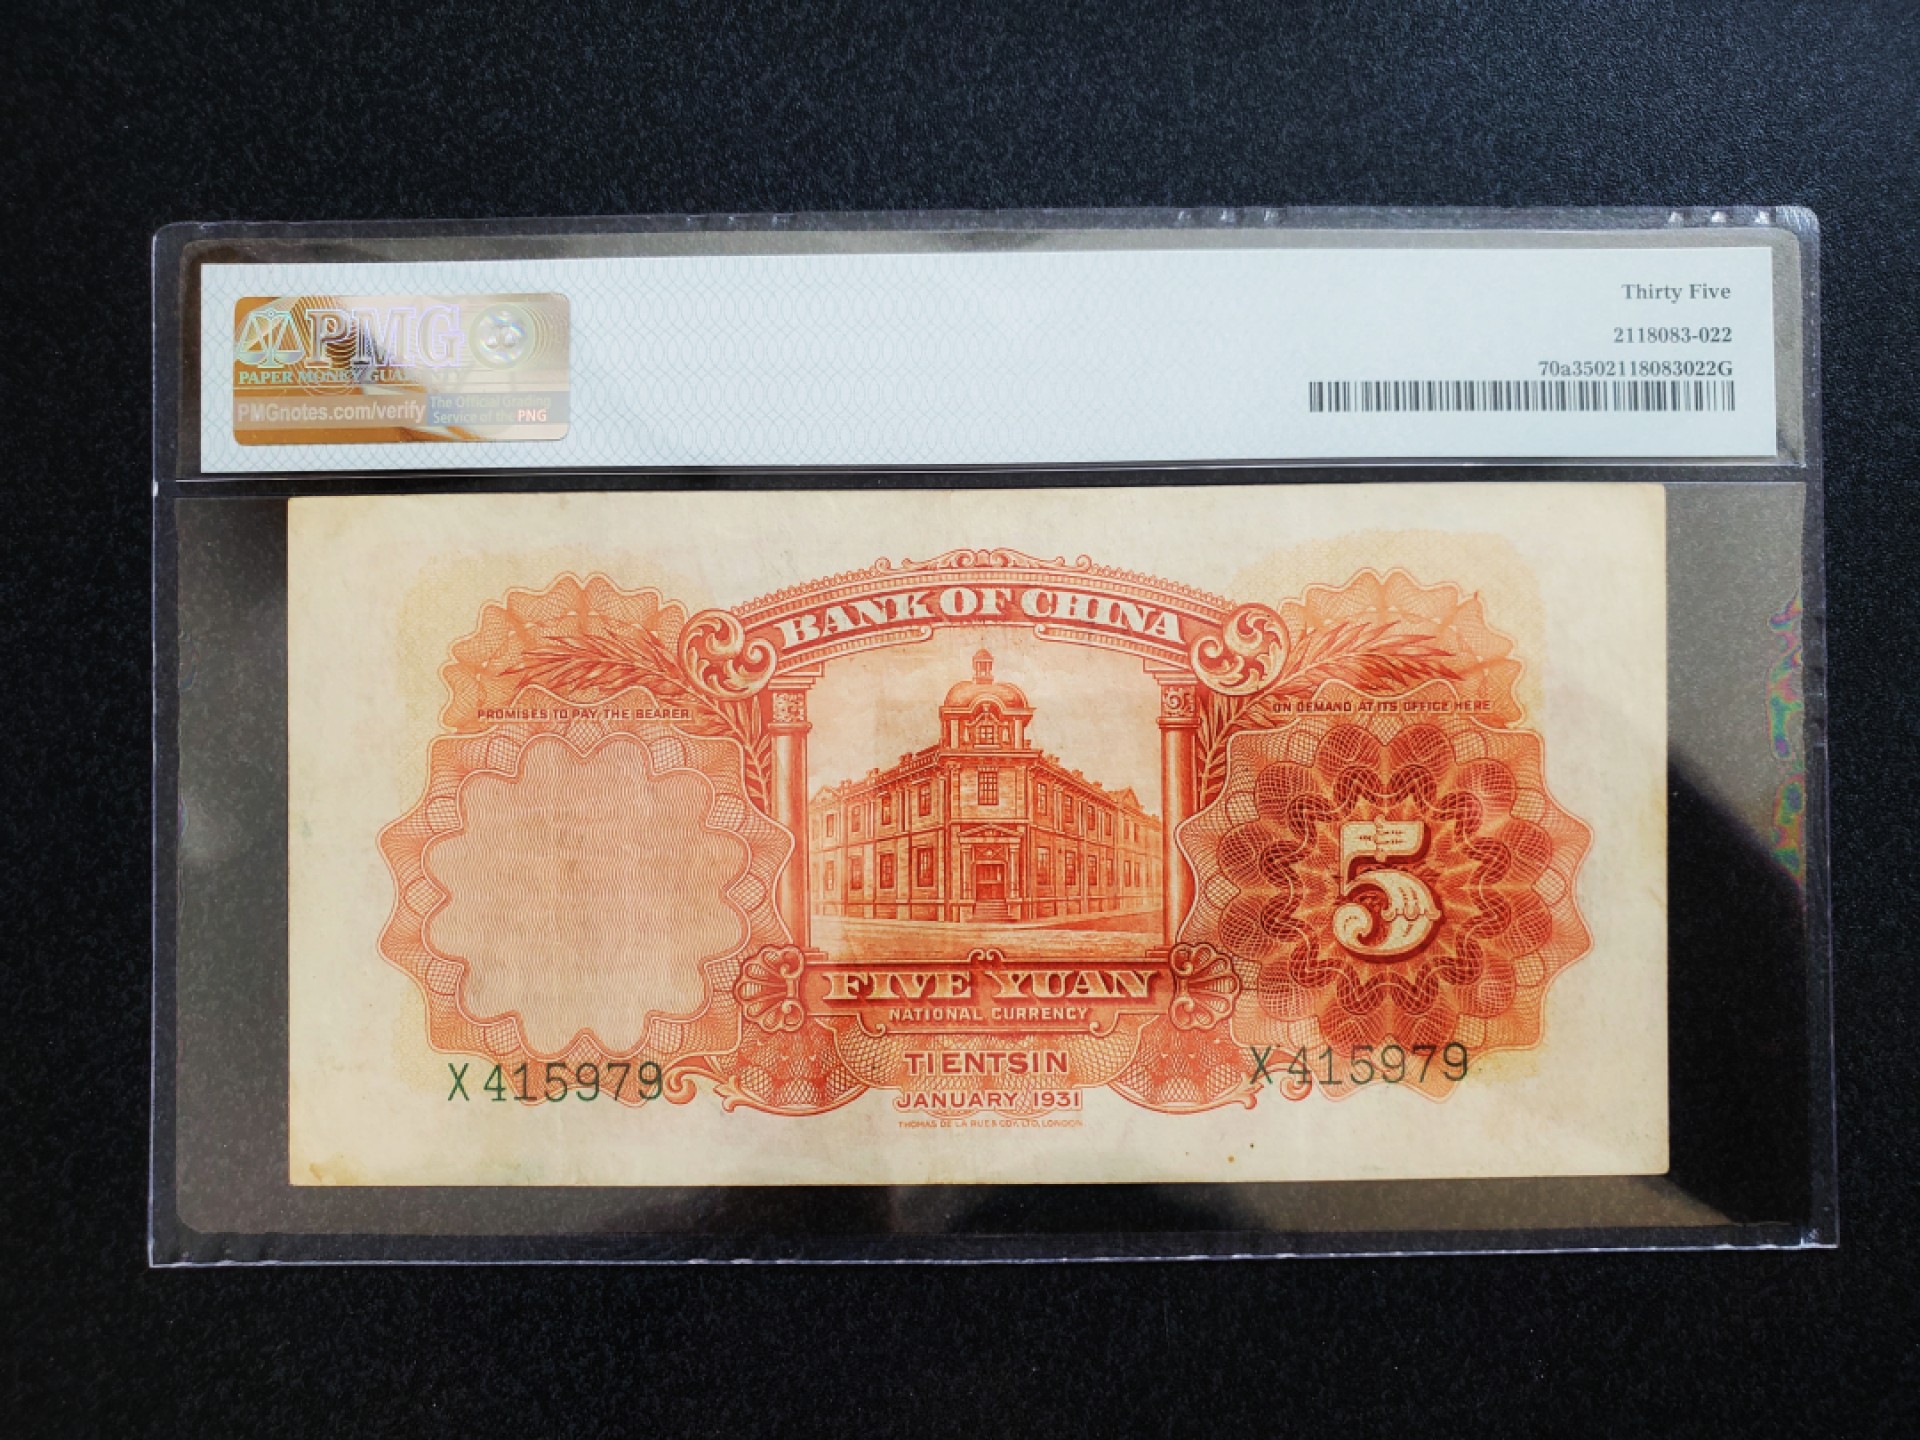 Thirty Five
2118083-022
70a3502118083022G
PMG
PAPER MONEY GUARANTY
PMGnotes.com/verify
The Official Grading
Service of the PNG
BANK OF CHINA
PROMISES TO PAY THE BEARER
ON DEMAND AT ITS OFFICE HERE
5
FIVE YUAN
NATIONAL CURRENCY
TIENTSIN
X 415979
X 415979
JANUARY 1931
THOMAS DE LA RUE & COY. LTD, LONDON